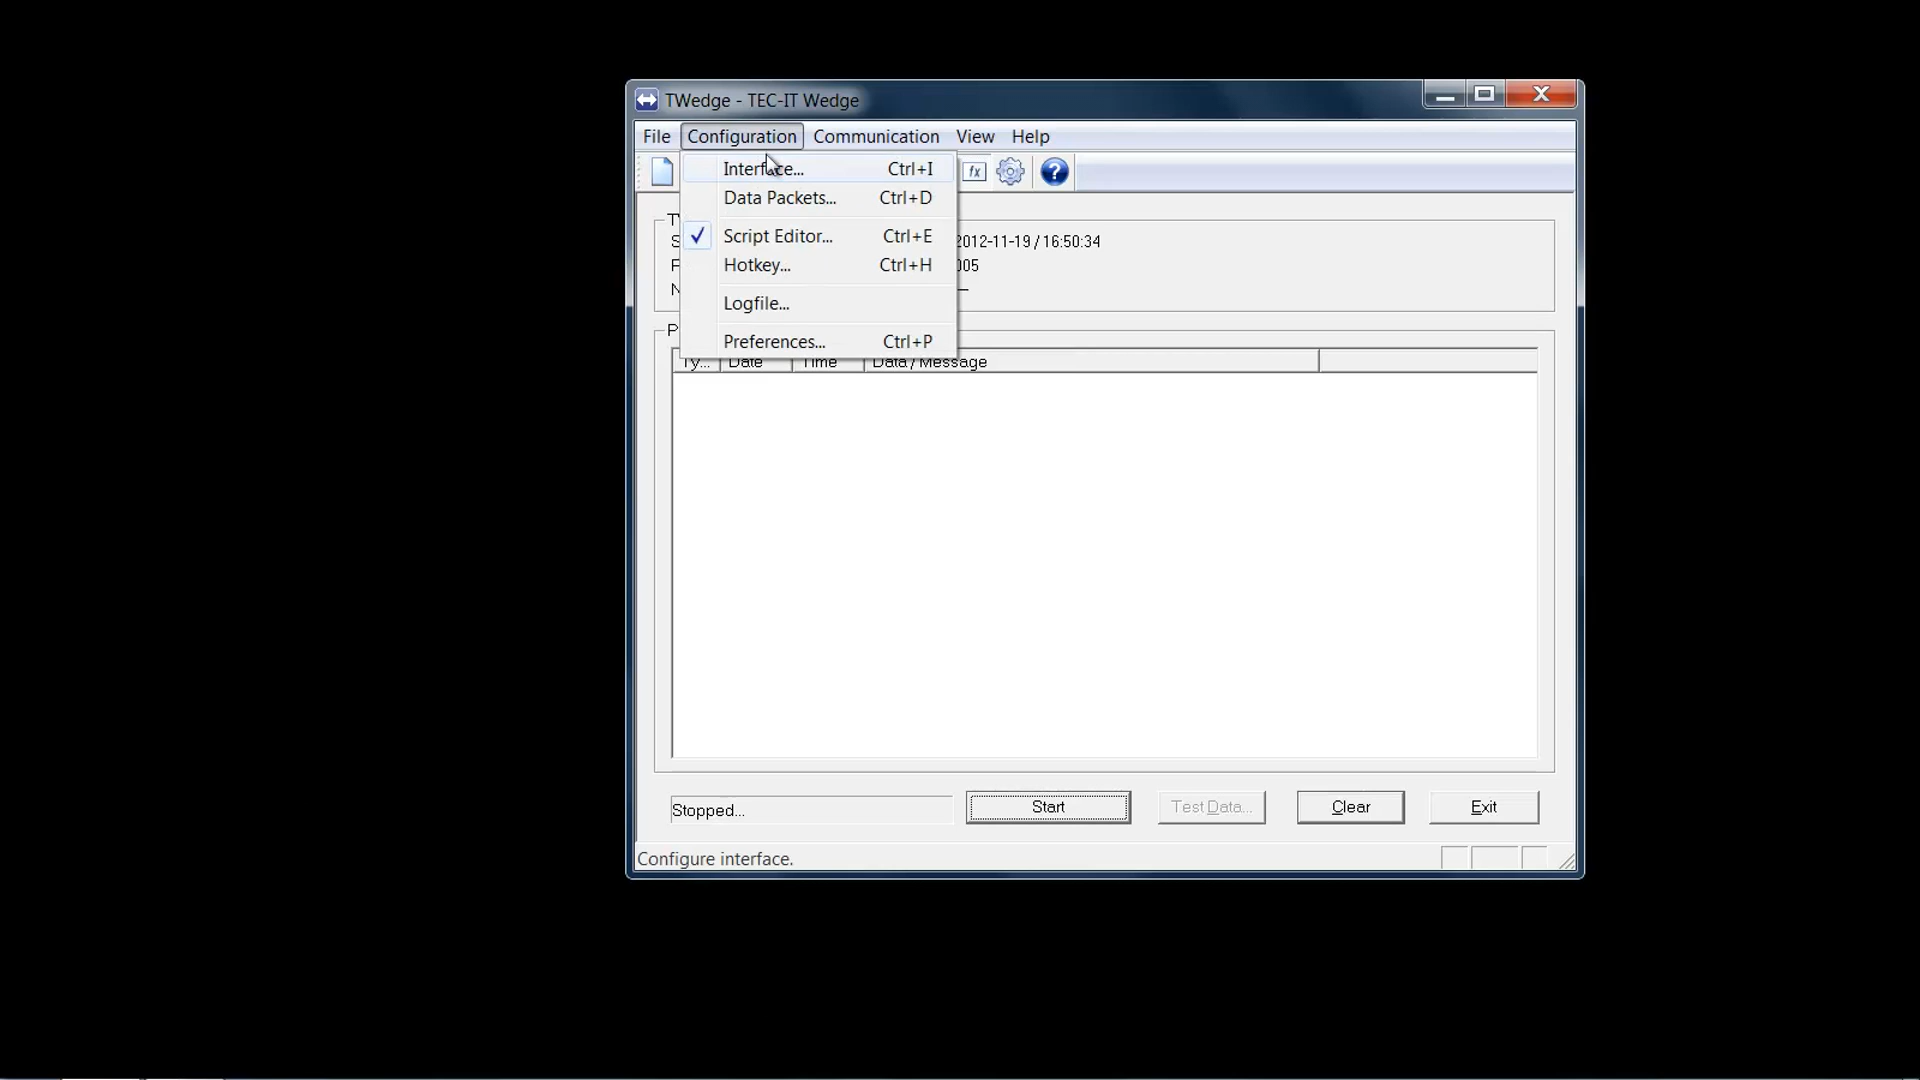 TWedge - TEC-IT Wedge
File Configuration Communication View Help
Interface... Ctrl+I
Data Packets... Ctrl+D
Script Editor... Ctrl+E
Hotkey... Ctrl+H
Logfile...
Preferences... Ctrl+P
fx
?
2012-11-19 / 16:50:34
005
Ty... Date Time Data / Message
Stopped... Start Test Data... Clear Exit
Configure interface.